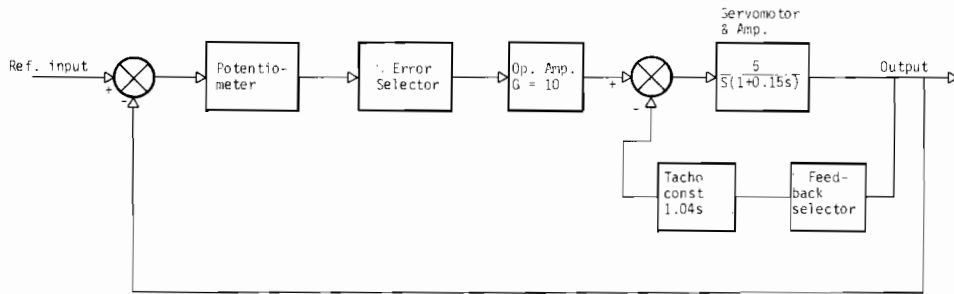 Servomotor
& Amp.
Ref. input
+
-
Potentio-
meter
% Error
Selector
Op. Amp.
G = 10
+
-
5
S(1+0.15s)
Output
Tacho
const
1.04s
Feed-
back
selector